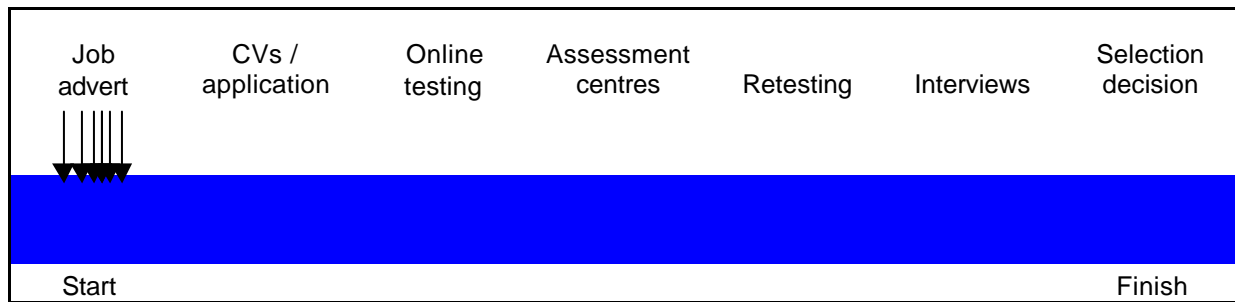 Job
advert
CVs /
application
Online
testing
Assessment
centres
Retesting
Interviews
Selection
decision
Start
Finish